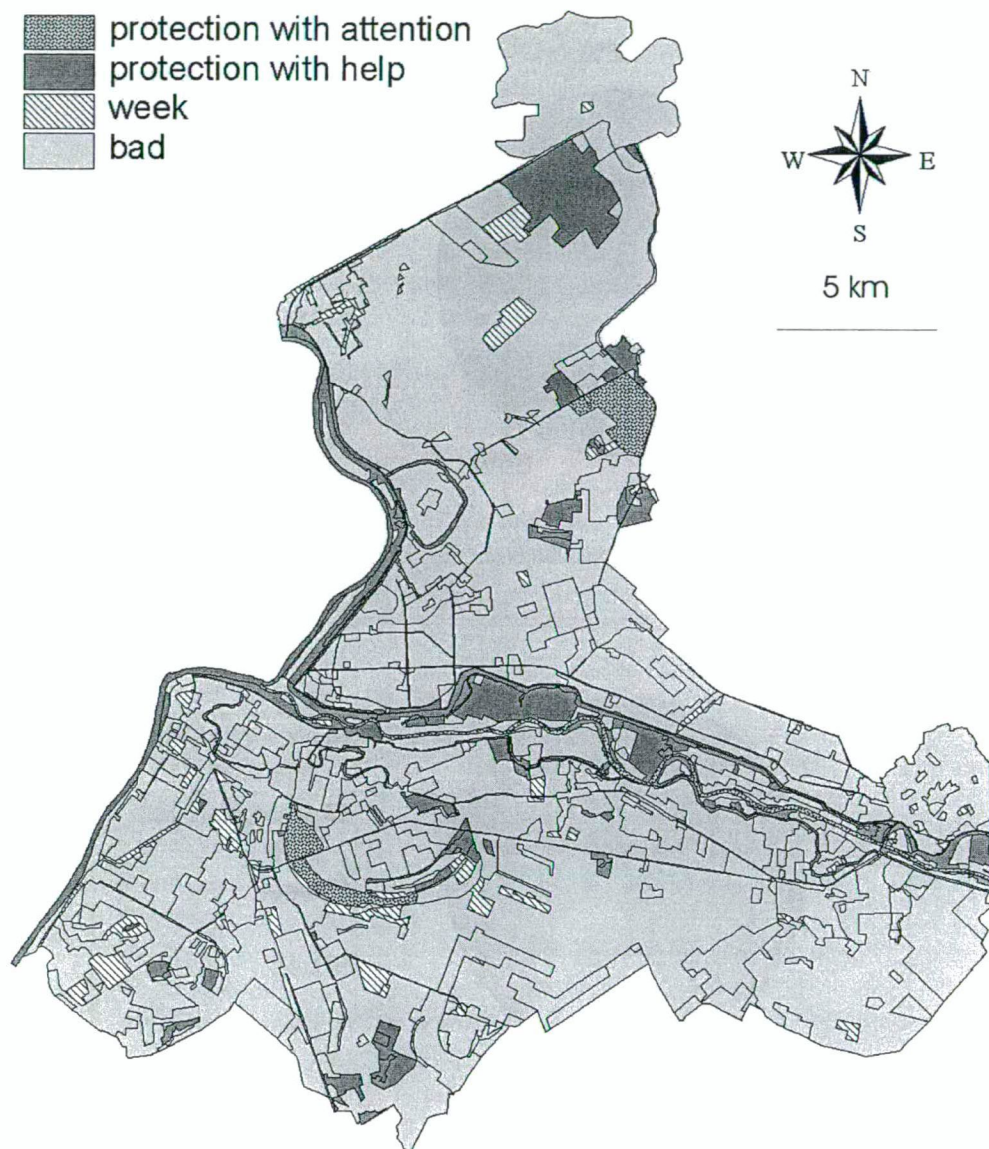 protection with attention
protection with help
week
bad
N
W E
S
5 km